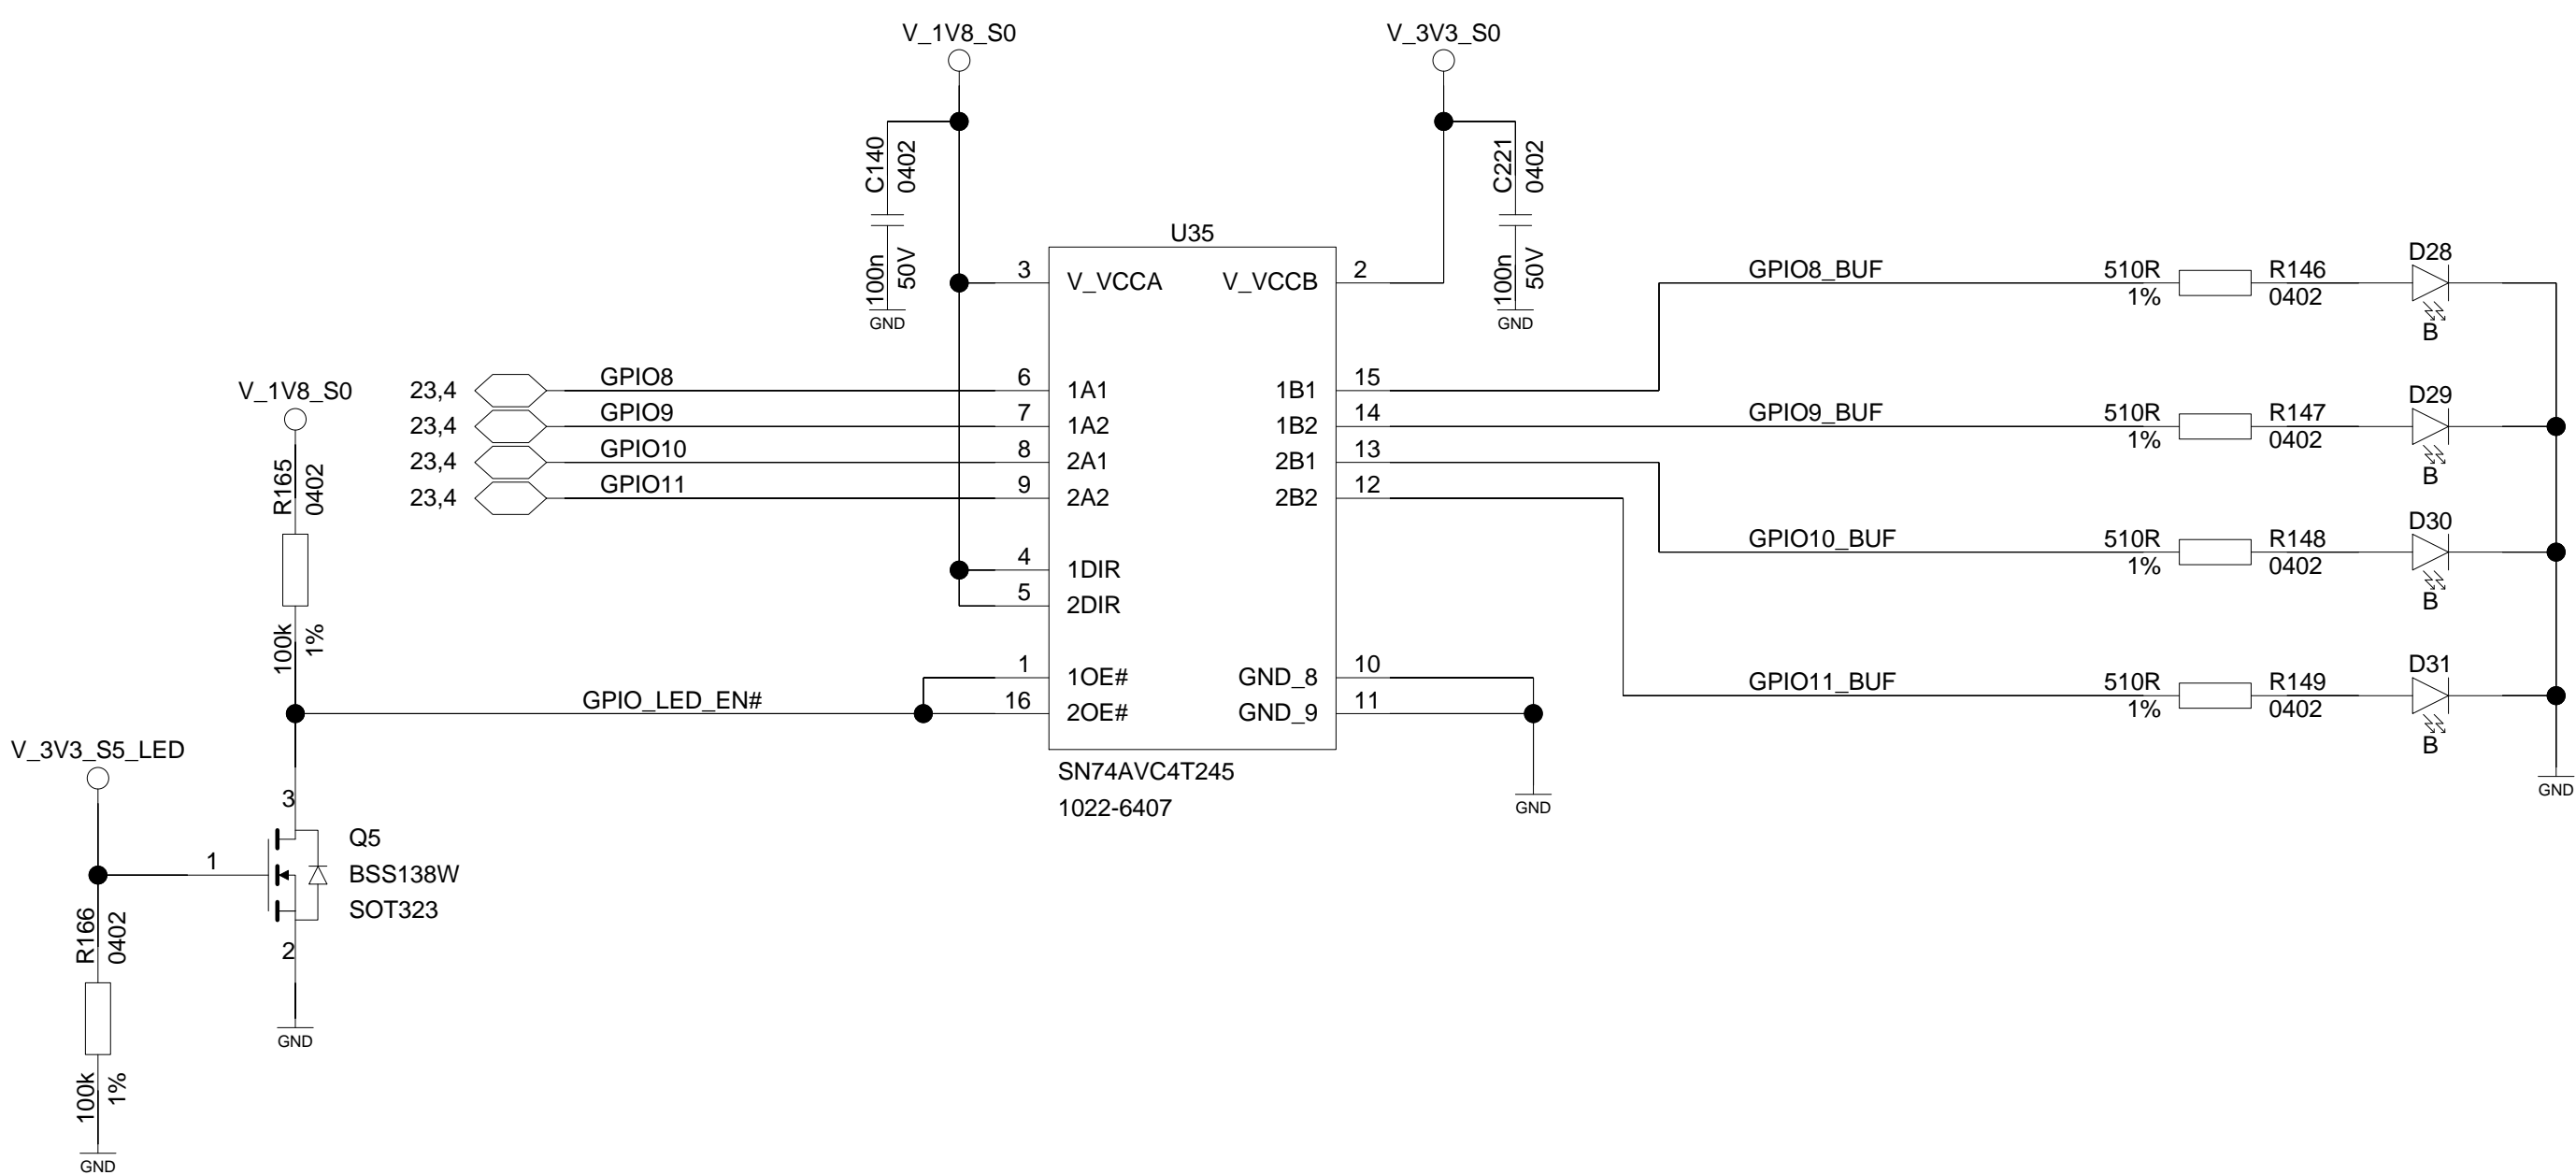 V_1V8_S0
V_3V3_S0
C140
0402
100n
50V
GND
C221
0402
100n
50V
GND
U35
3 V_VCCA
V_VCCB 2
6 1A1
7 1A2
8 2A1
9 2A2
4 1DIR
5 2DIR
1 1OE#
16 2OE#
1B1 15
1B2 14
2B1 13
2B2 12
GND_8 10
GND_9 11
SN74AVC4T245
1022-6407
GND
23,4 GPIO8
23,4 GPIO9
23,4 GPIO10
23,4 GPIO11
V_1V8_S0
R165
0402
100k
1%
GPIO_LED_EN#
V_3V3_S5_LED
3
1
2
Q5
BSS138W
SOT323
GND
R166
0402
100k
1%
GND
GPIO8_BUF 510R R146 D28
1% 0402
B
GPIO9_BUF 510R R147 D29
1% 0402
B
GPIO10_BUF 510R R148 D30
1% 0402
B
GPIO11_BUF 510R R149 D31
1% 0402
B
GND